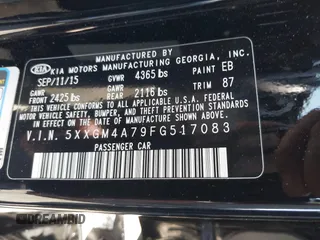 MANUFACTURED BY
KIA KIA MOTORS MANUFACTURING GEORGIA, INC.
SEP/11/15 GVWR 4365 lbs PAINT EB
GAWR FRONT 2425 lbs GAWR REAR 2116 lbs TRIM 87
THIS VEHICLE CONFORMS TO ALL APPLICABLE
FEDERAL MOTOR VEHICLE SAFETY, BUMPER, AND THEFT
PREVENTION STANDARDS IN EFFECT ON THE DATE OF
MANUFACTURE SHOWN ABOVE.
V.I.N. 5XXGM4A79FG517083
PASSENGER CAR
DREAMBID